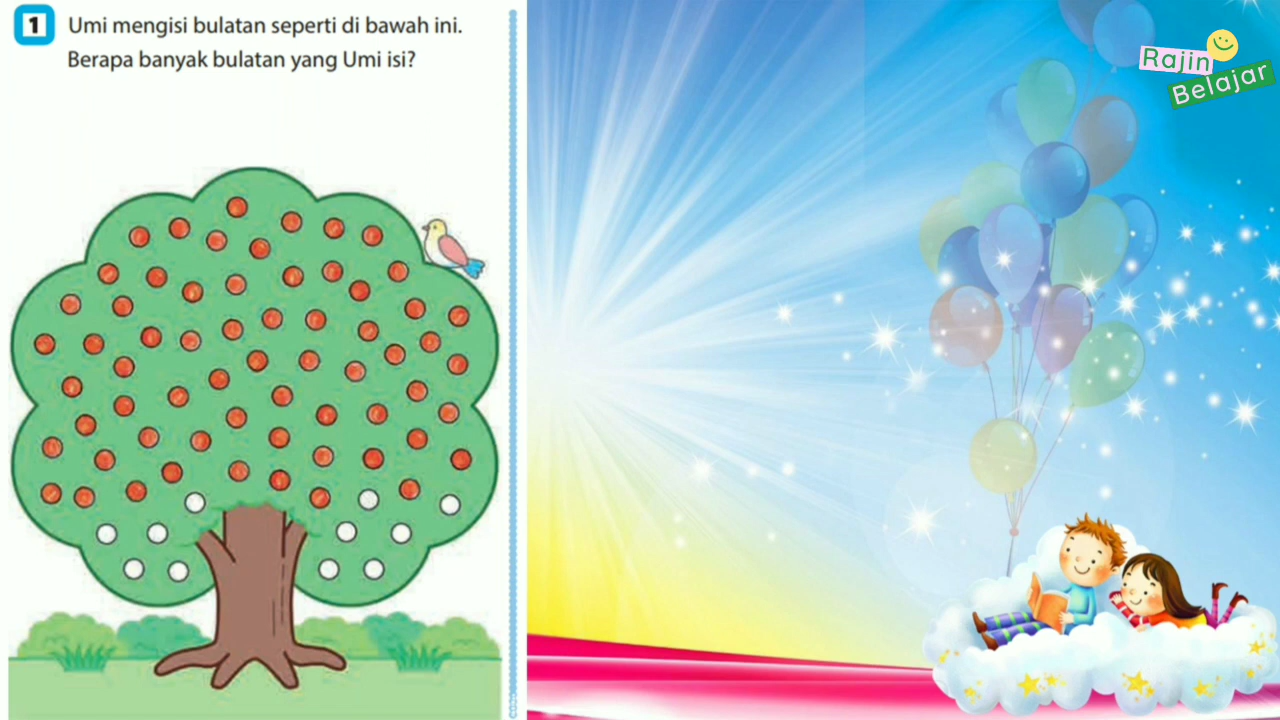 1 Umi mengisi bulatan seperti di bawah ini.
Berapa banyak bulatan yang Umi isi?
Rajin
Belajar